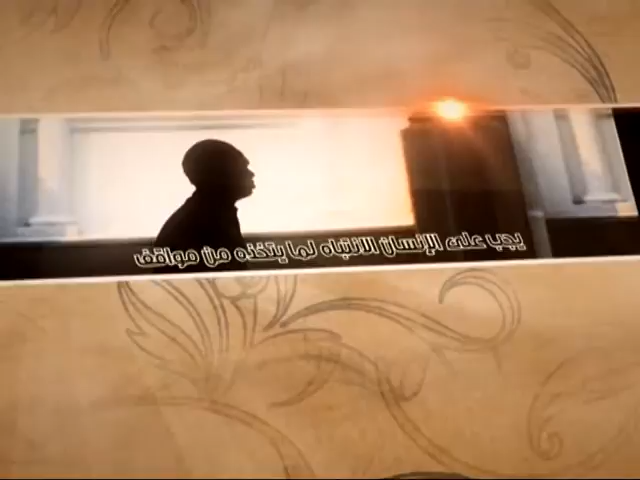 يجب على الإنسان الانتباه لما يتخذه من مواقف